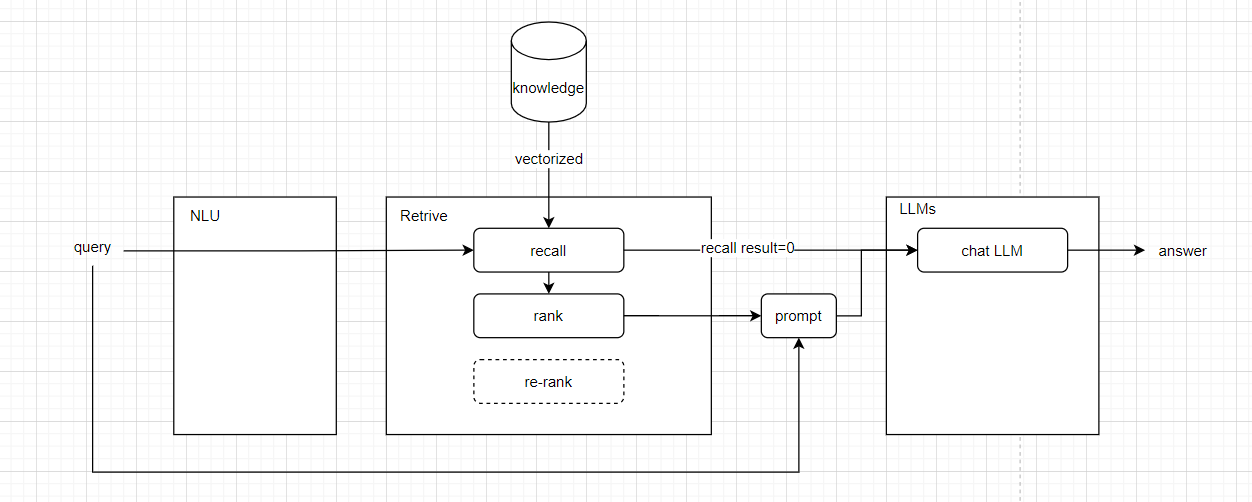 knowledge
vectorized
NLU
Retrive
LLMs
query
recall
recall result=0
chat LLM
answer
rank
prompt
re-rank